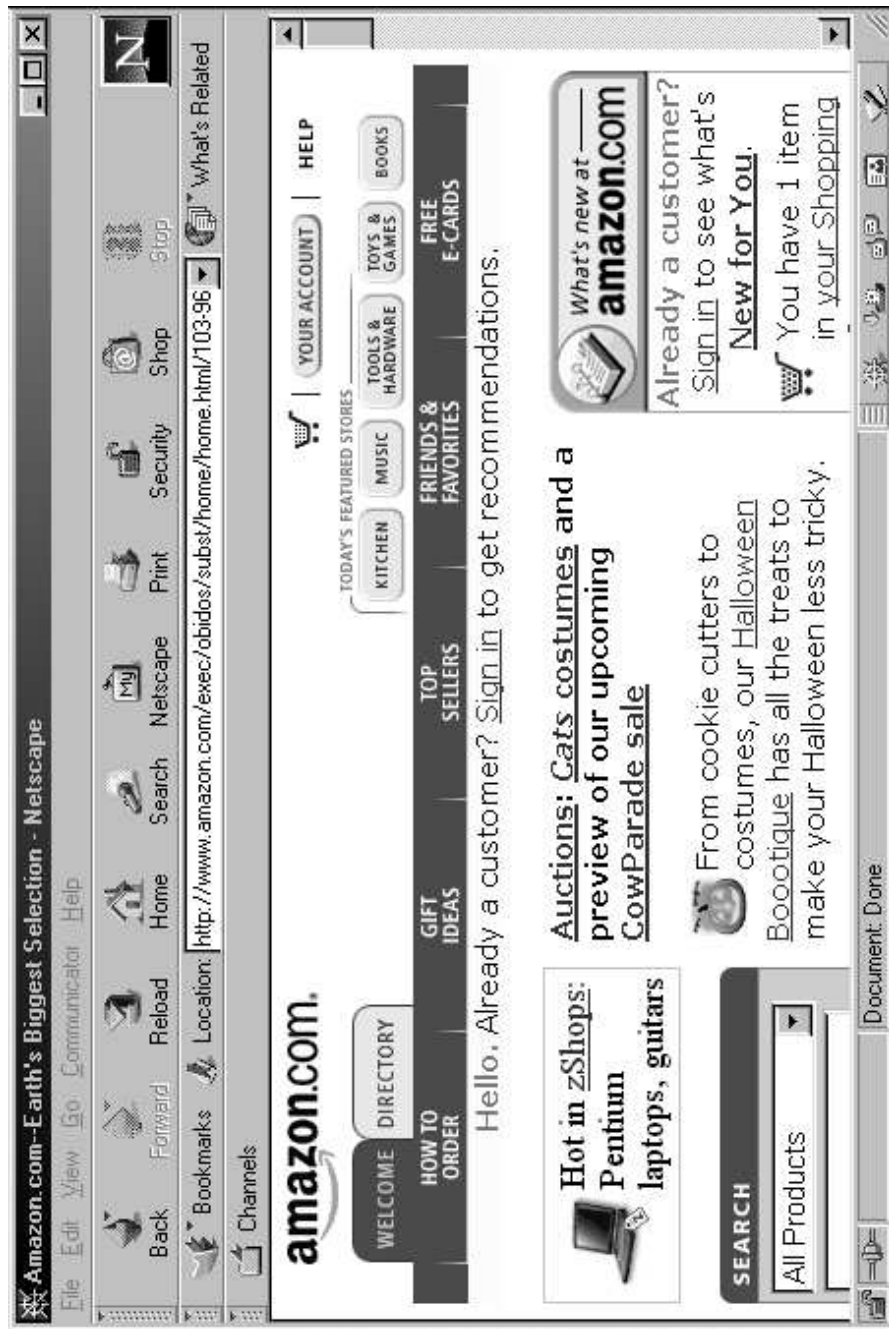 Amazon.com--Earth's Biggest Selection - Netscape
File Edit View Go Communicator Help
Back Forward Reload Home Search Netscape Print Security Shop Stop
My
N
Bookmarks Location: http://www.amazon.com/exec/obidos/subst/home/home.html/103-96 What's Related
Channels
amazon.com.
YOUR ACCOUNT | HELP
WELCOME DIRECTORY
TODAY'S FEATURED STORES
KITCHEN MUSIC TOOLS & HARDWARE TOYS & GAMES BOOKS
HOW TO ORDER GIFT IDEAS TOP SELLERS FRIENDS & FAVORITES FREE E-CARDS
Hello. Already a customer? Sign in to get recommendations.
Hot in zShops:
Pentium
laptops, guitars
SEARCH
All Products
Auctions: Cats costumes and a
preview of our upcoming
CowParade sale
From cookie cutters to
costumes, our Halloween
Boootique has all the treats to
make your Halloween less tricky.
What's new at
amazon.com
Already a customer?
Sign in to see what's
New for You.
You have 1 item
in your Shopping
Document: Done